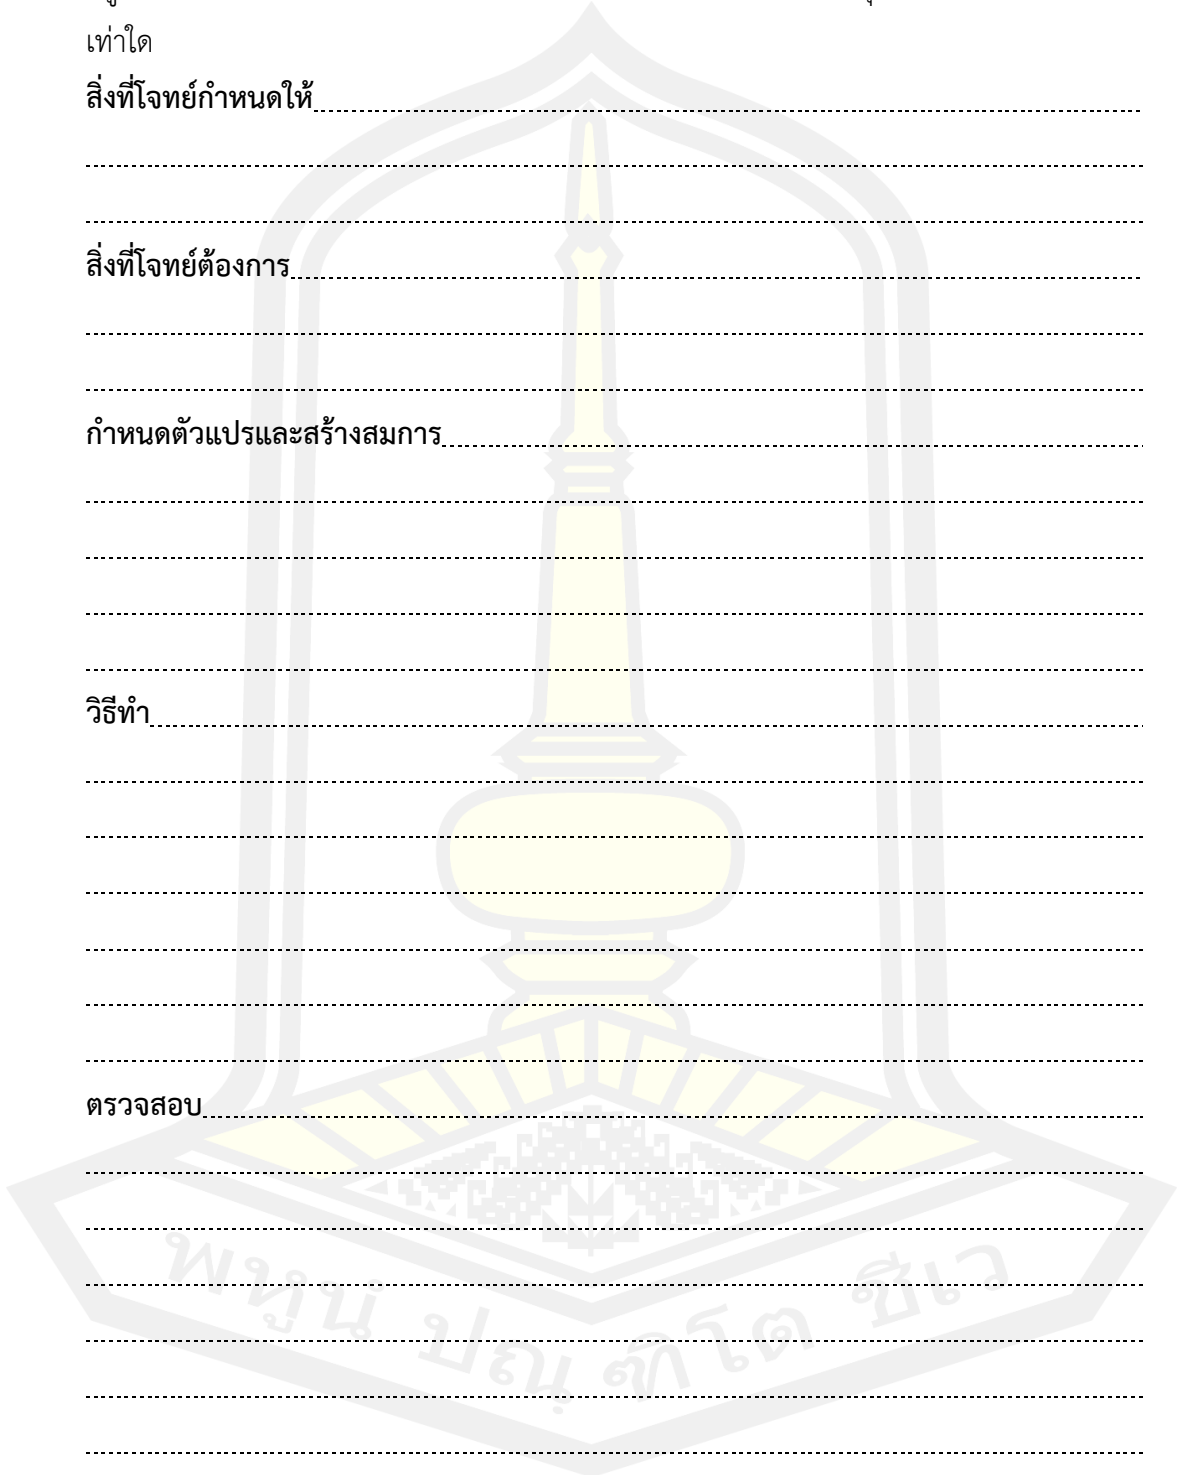 เท่าใด
สิ่งที่โจทย์กำหนดให้
สิ่งที่โจทย์ต้องการ
กำหนดตัวแปรและสร้างสมการ
วิธีทำ
ตรวจสอบ
พหูนํ ปณฺฑิโต ชีเว